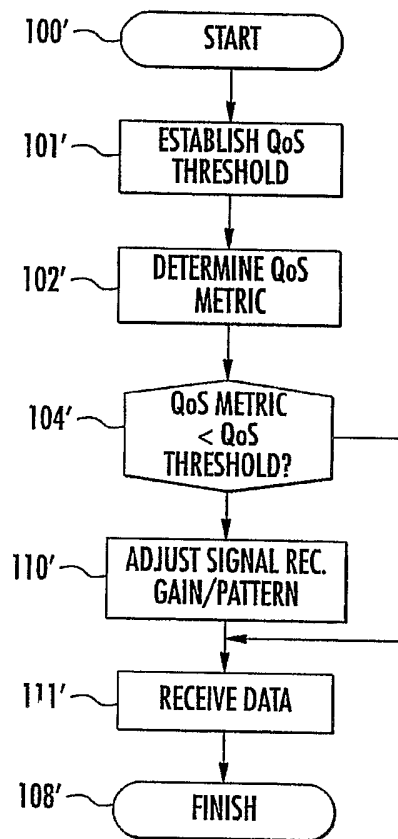 100'
START
101'
ESTABLISH QoS
THRESHOLD
102'
DETERMINE QoS
METRIC
104'
QoS METRIC
< QoS
THRESHOLD?
110'
ADJUST SIGNAL REC.
GAIN/PATTERN
111'
RECEIVE DATA
108'
FINISH